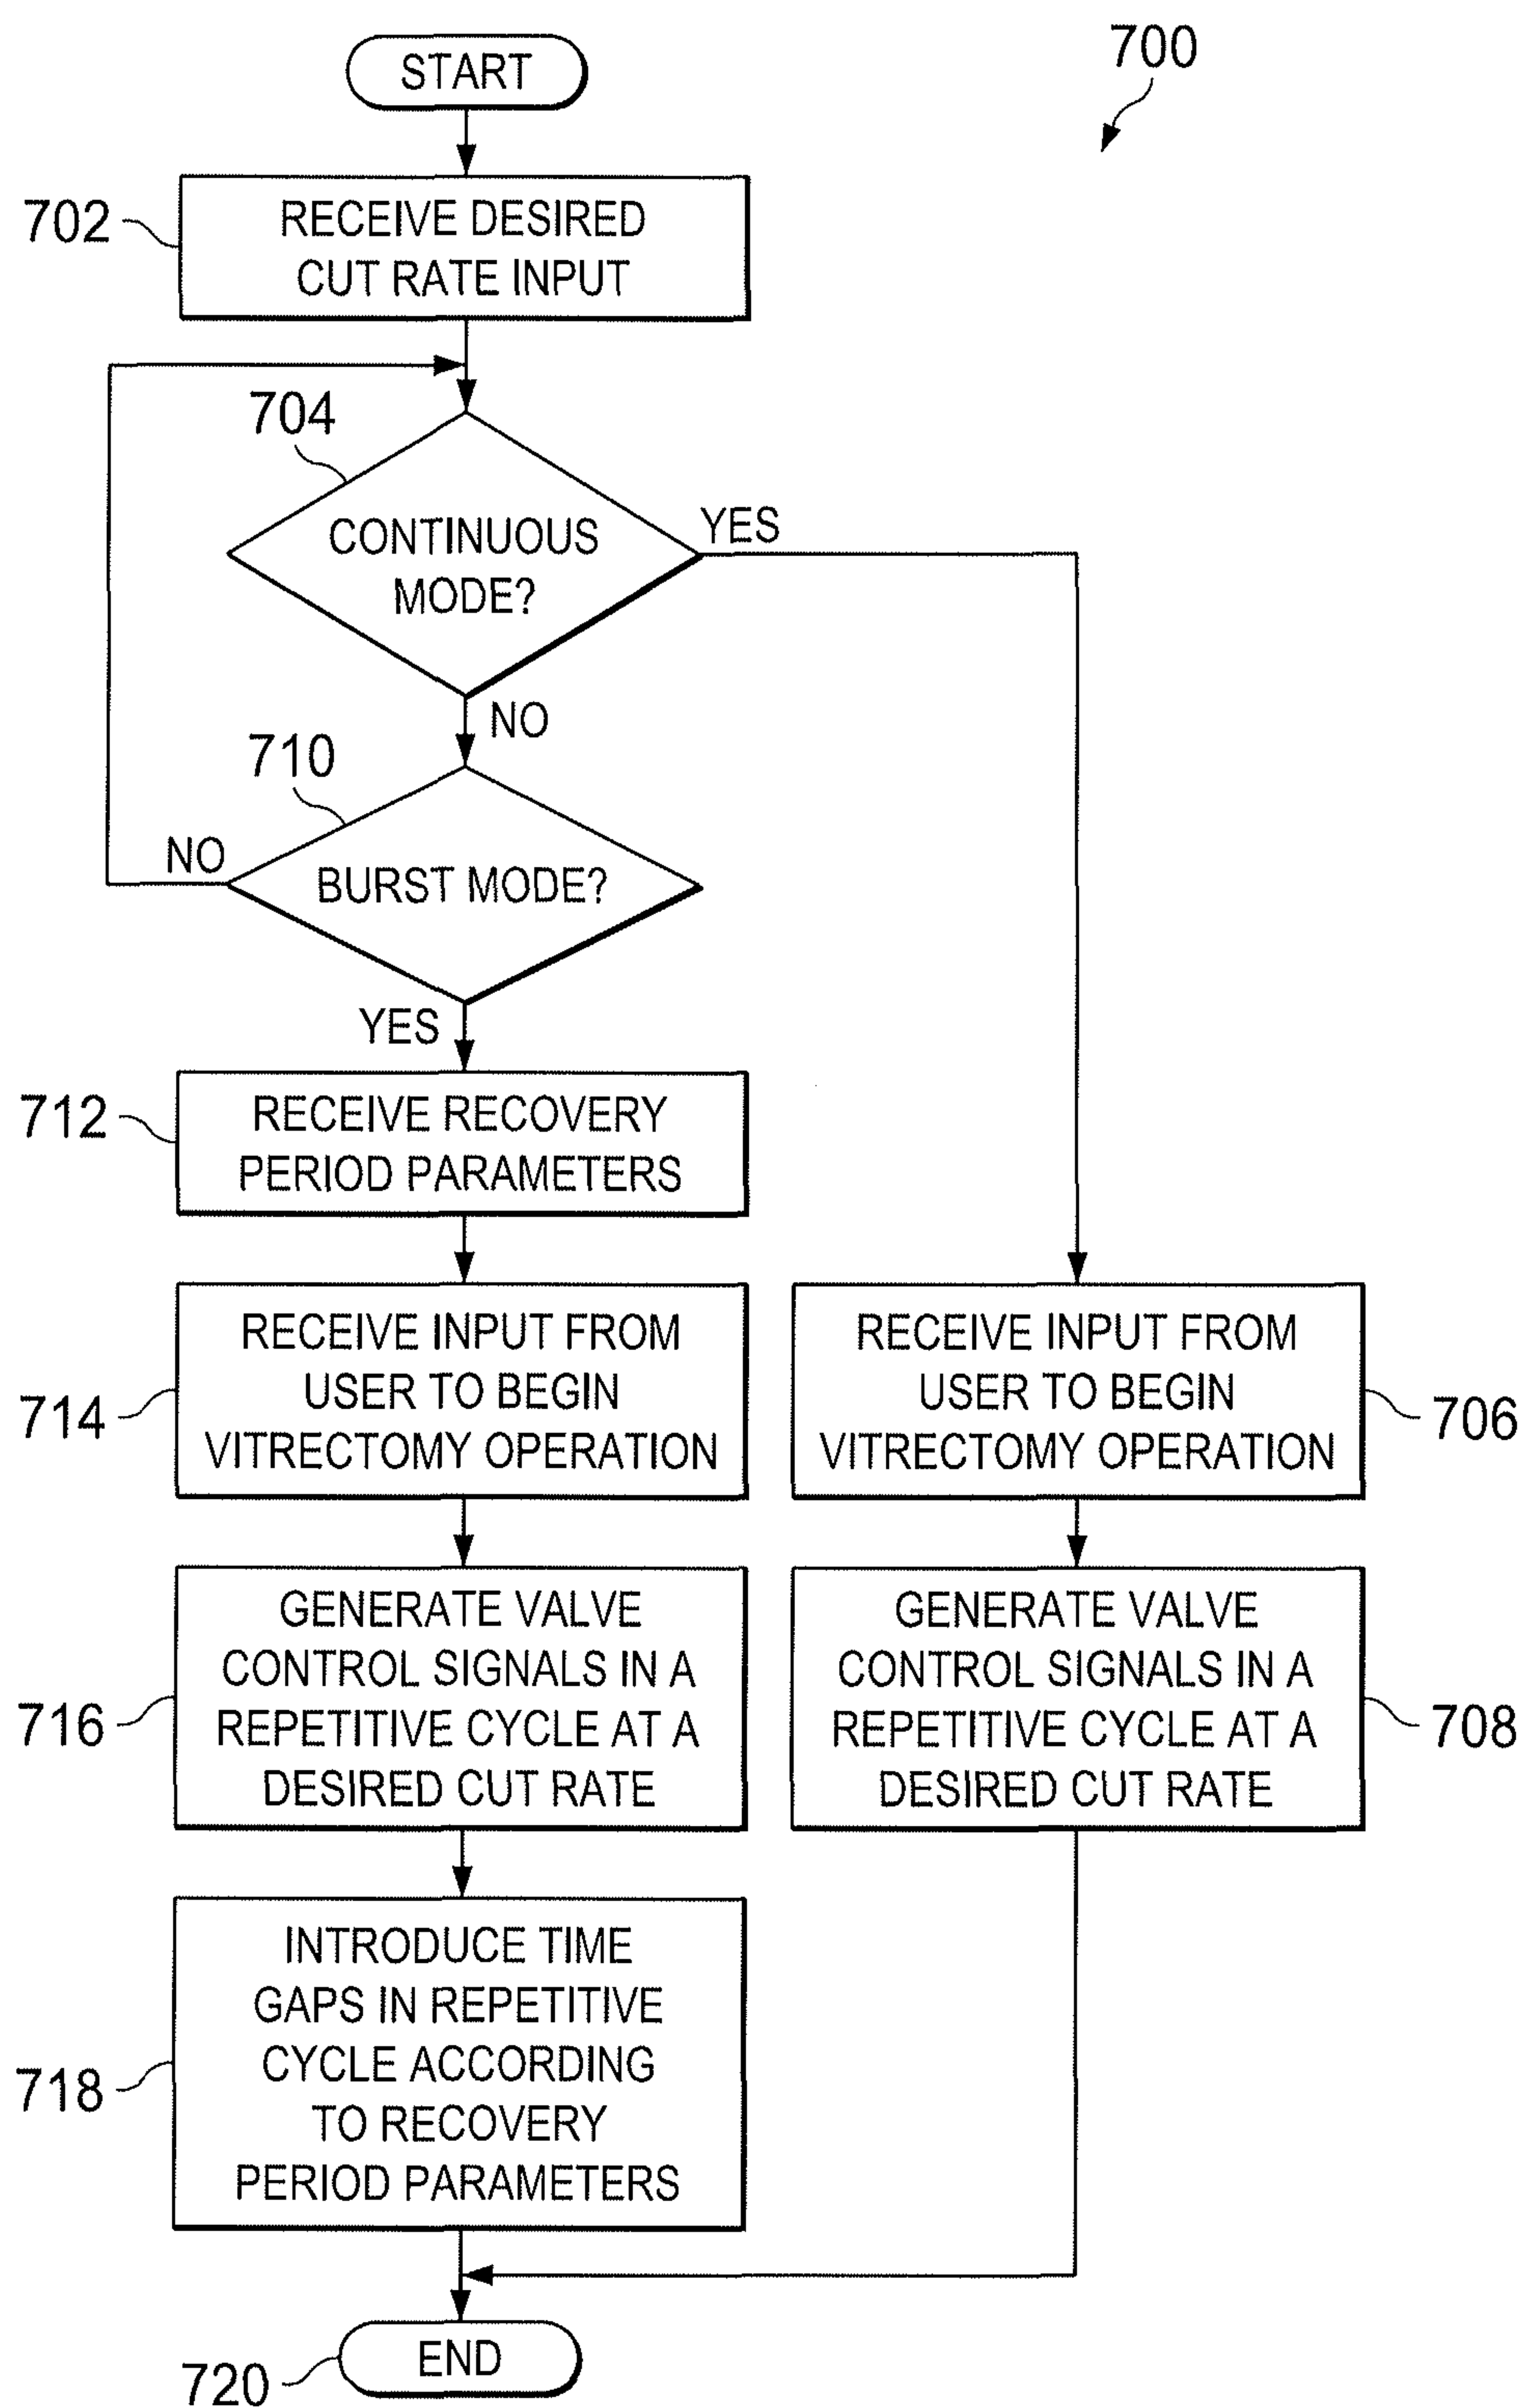 START
700
702
RECEIVE DESIRED
CUT RATE INPUT
704
CONTINUOUS
MODE?
YES
NO
710
NO
BURST MODE?
YES
712
RECEIVE RECOVERY
PERIOD PARAMETERS
714
RECEIVE INPUT FROM
USER TO BEGIN
VITRECTOMY OPERATION
RECEIVE INPUT FROM
USER TO BEGIN
VITRECTOMY OPERATION
706
716
GENERATE VALVE
CONTROL SIGNALS IN A
REPETITIVE CYCLE AT A
DESIRED CUT RATE
GENERATE VALVE
CONTROL SIGNALS IN A
REPETITIVE CYCLE AT A
DESIRED CUT RATE
708
718
INTRODUCE TIME
GAPS IN REPETITIVE
CYCLE ACCORDING
TO RECOVERY
PERIOD PARAMETERS
720
END